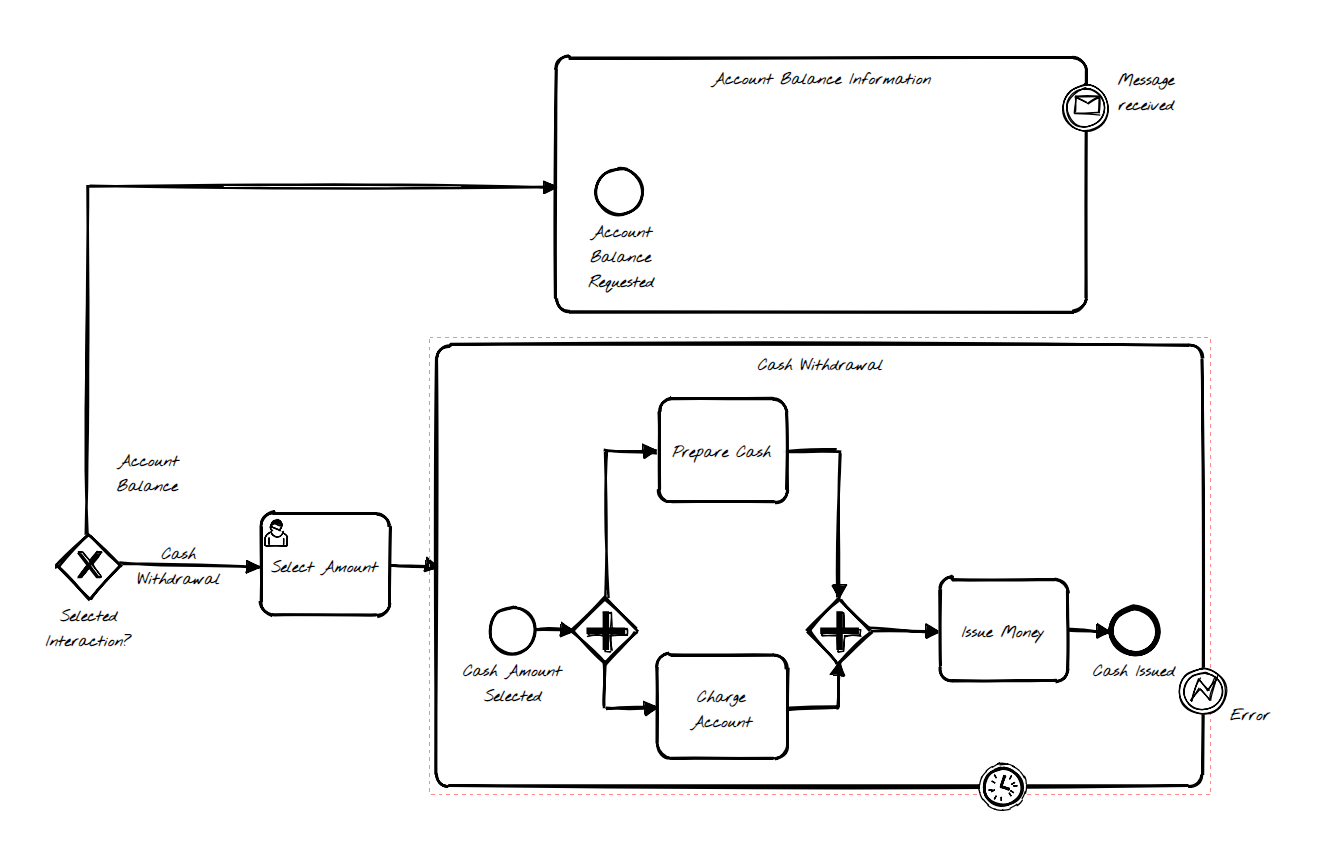 Account Balance Information
Message
received
Account
Balance
Requested
Cash Withdrawal
Prepare Cash
Account
Balance
Cash
Withdrawal
Select Amount
Selected
Interaction?
Cash Amount
Selected
Charge
Account
Issue Money
Cash Issued
Error